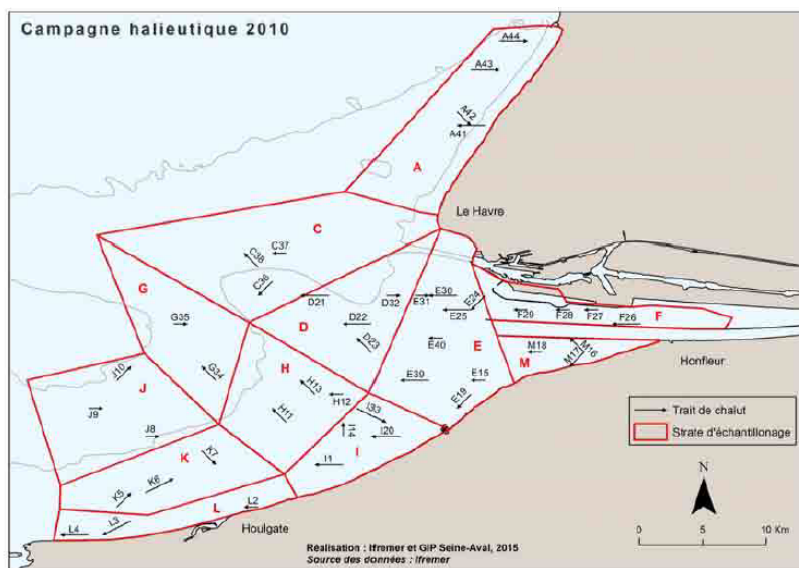 Campagne halieutique 2010
A44
A43
A42
A41
A
Le Havre
C
C38
C37
C36
G
G35
G34
D21
D32
E31
E30
E24
E25
D
D22
D23
F20
F28
F27
F26
F
E40
E
M18
M
M17
M16
Honfleur
J10
J
J9
J8
H
H13
H12
H11
E39
E15
E19
I33
I14
I20
I
I1
K
K7
K6
K5
L
L2
L3
L4
Houlgate
Trait de chalut
Strate d'échantillonage
N
0 5 10 Km
Réalisation : Ifremer et GIP Seine-Aval, 2015
Source des données : Ifremer